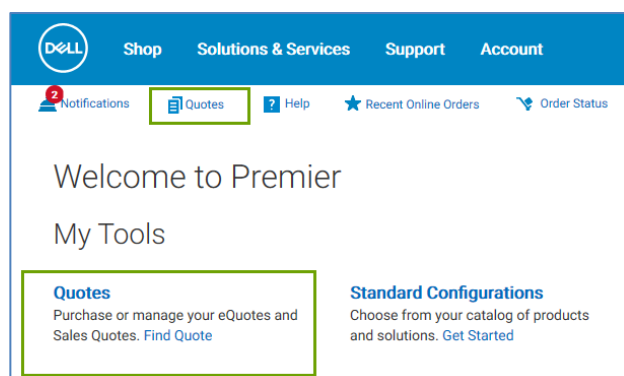 DELL Shop Solutions & Services Support Account
2 Notifications Quotes ? Help Recent Online Orders Order Status
Welcome to Premier
My Tools
Quotes
Purchase or manage your eQuotes and
Sales Quotes. Find Quote
Standard Configurations
Choose from your catalog of products
and solutions. Get Started